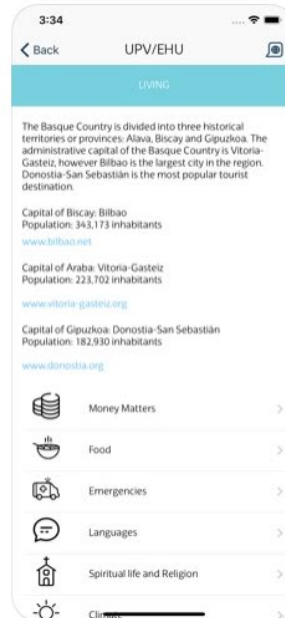 3:34
Back
UPV/EHU
LIVING
The Basque Country is divided into three historical
territories or provinces: Alava, Biscay and Gipuzkoa. The
administrative capital of the Basque Country is Vitoria-
Gasteiz, however Bilbao is the largest city in the region.
Donostia-San Sebastián is the most popular tourist
destination.
Capital of Biscay: Bilbao
Population: 343,173 inhabitants
www.bilbao.net
Capital of Araba: Vitoria-Gasteiz
Population: 223,702 inhabitants
www.vitoria-gasteiz.org
Capital of Gipuzkoa: Donostia-San Sebastián
Population: 182,930 inhabitants
www.donostia.org
Money Matters
Food
Emergencies
Languages
Spiritual life and Religion
Climate